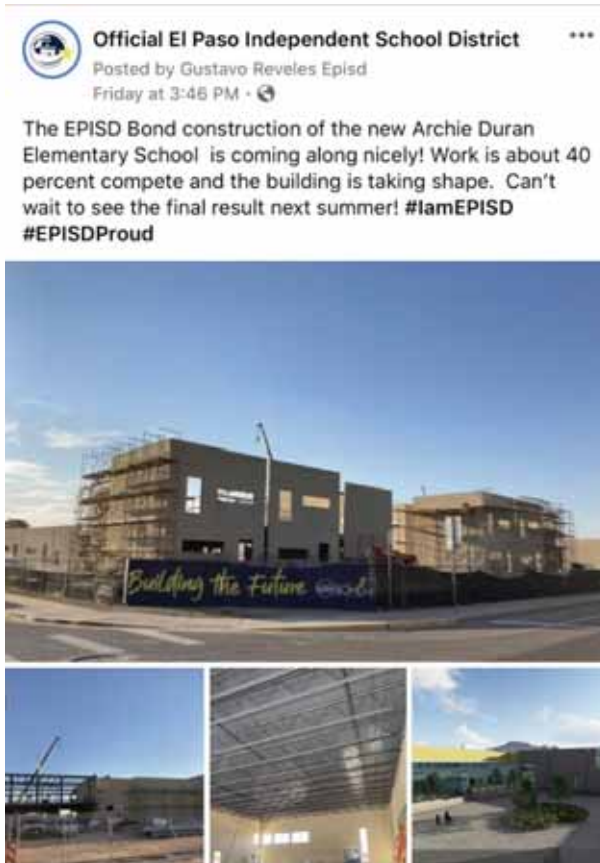 Official El Paso Independent School District
Posted by Gustavo Reveles Episd
Friday at 3:46 PM ·
The EPISD Bond construction of the new Archie Duran
Elementary School is coming along nicely! Work is about 40
percent compete and the building is taking shape. Can't
wait to see the final result next summer! #IamEPISD
#EPISDProud
Building the Future